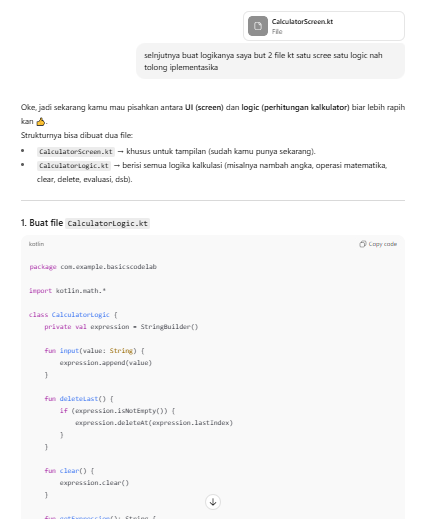 CalculatorScreen.kt
File
selnjutnya buat logikanya saya but 2 file kt satu scree satu logic nah
tolong iplementasika
Oke, jadi sekarang kamu mau pisahkan antara UI (screen) dan logic (perhitungan kalkulator) biar lebih rapih
kan 👍.
Strukturnya bisa dibuat dua file:
• CalculatorScreen.kt → khusus untuk tampilan (sudah kamu punya sekarang).
• CalculatorLogic.kt → berisi semua logika kalkulasi (misalnya nambah angka, operasi matematika,
clear, delete, evaluasi, dsb).
1. Buat file CalculatorLogic.kt
kotlin
Copy code
package com.example.basicscodelab
import kotlin.math.*
class CalculatorLogic {
private val expression = StringBuilder()
fun input(value: String) {
expression.append(value)
}
fun deleteLast() {
if (expression.isNotEmpty()) {
expression.deleteAt(expression.lastIndex)
}
}
fun clear() {
expression.clear()
}
fun getExpression(): String {